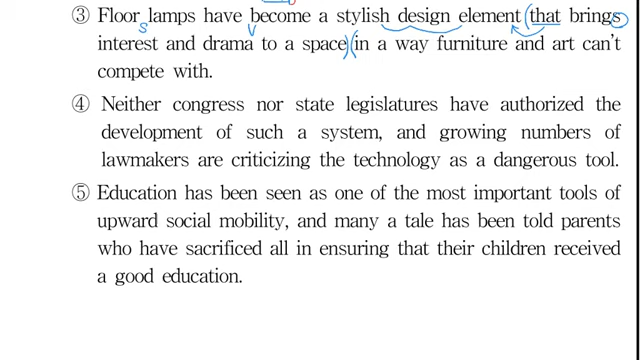 ③ Floor lamps have become a stylish design element that brings
interest and drama to a space in a way furniture and art can't
compete with.
④ Neither congress nor state legislatures have authorized the
development of such a system, and growing numbers of
lawmakers are criticizing the technology as a dangerous tool.
⑤ Education has been seen as one of the most important tools of
upward social mobility, and many a tale has been told parents
who have sacrificed all in ensuring that their children received
a good education.